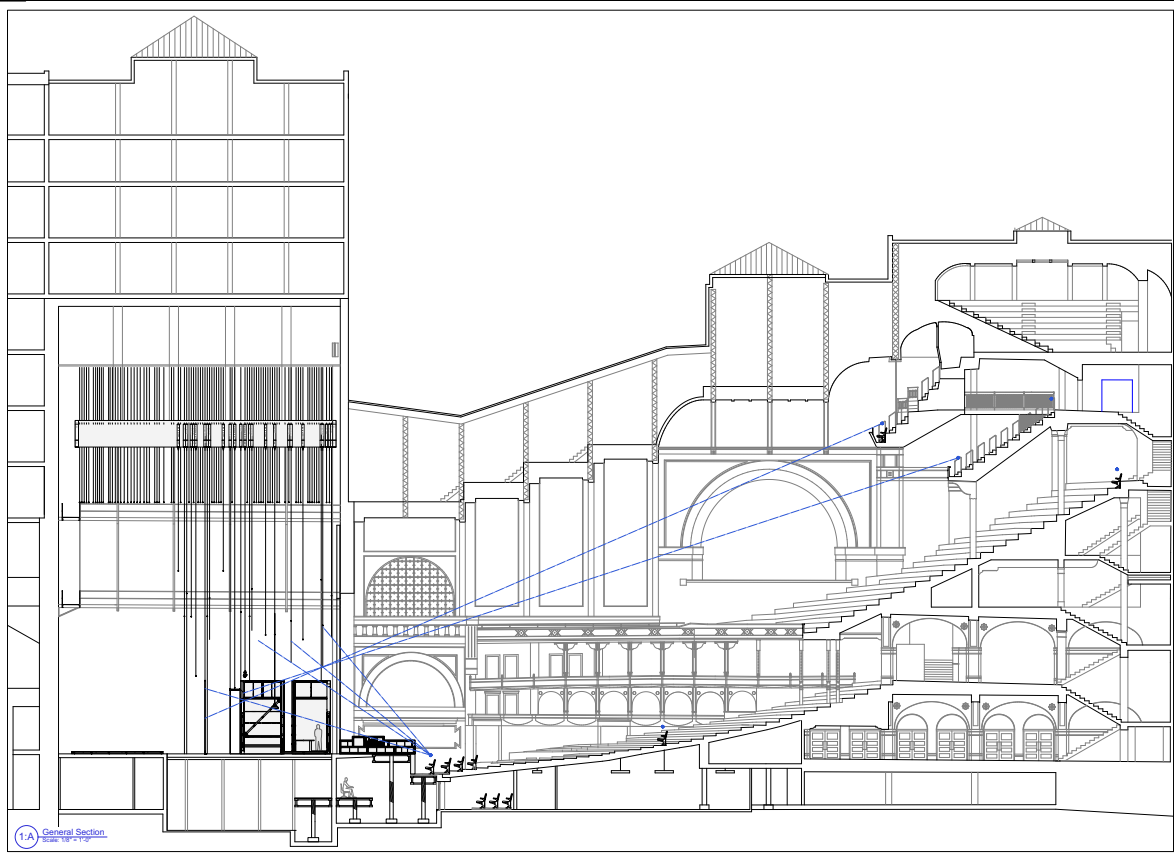 1:A
General Section
Scale: 1/8" = 1'-0"